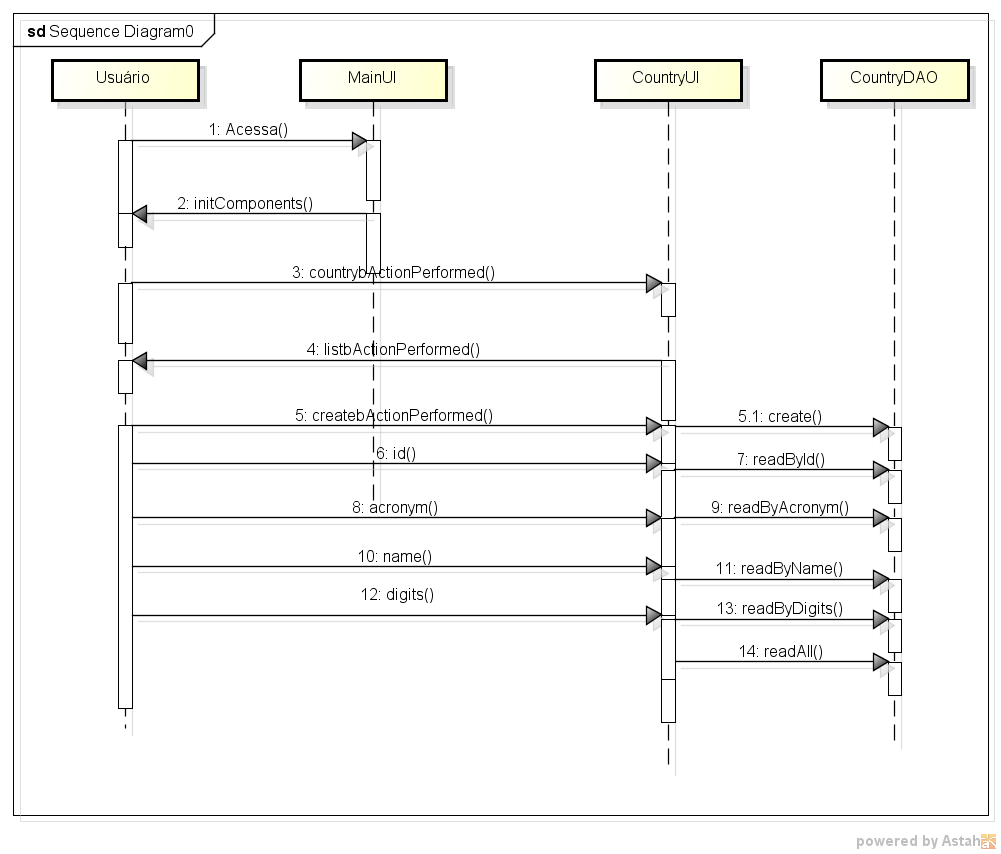 sd Sequence Diagram0
Usuário
MainUI
CountryUI
CountryDAO
1: Acessa()
2: initComponents()
3: countrybActionPerformed()
4: listbActionPerformed()
5: createbActionPerformed()
5.1: create()
6: id()
7: readById()
8: acronym()
9: readByAcronym()
10: name()
11: readByName()
12: digits()
13: readByDigits()
14: readAll()
powered by Astah